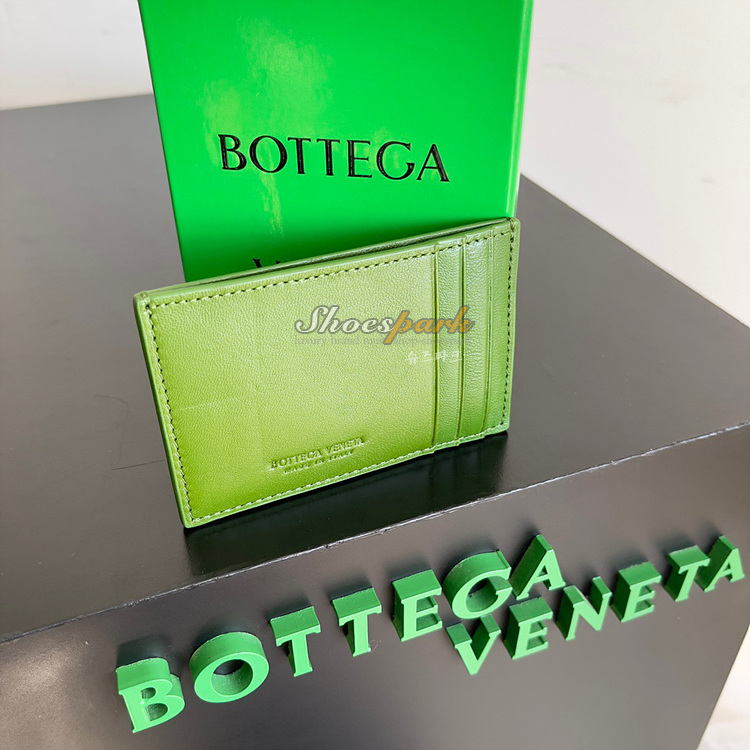 BOTTEGA
Shoespark
슈즈파크
BOTTEGA VENETA
MADE IN ITALY
BOTTEGA
VENETA